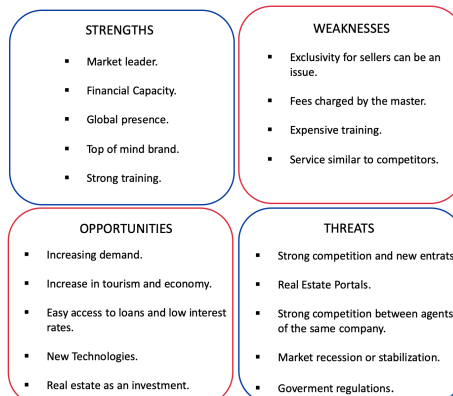 STRENGTHS
▪ Market leader.
▪ Financial Capacity.
▪ Global presence.
▪ Top of mind brand.
▪ Strong training.
WEAKNESSES
▪ Exclusivity for sellers can be an
issue.
▪ Fees charged by the master.
▪ Expensive training.
▪ Service similar to competitors.
OPPORTUNITIES
▪ Increasing demand.
▪ Increase in tourism and economy.
▪ Easy access to loans and low interest
rates.
▪ New Technologies.
▪ Real estate as an investment.
THREATS
▪ Strong competition and new entrats
▪ Real Estate Portals.
▪ Strong competition between agents
of the same company.
▪ Market recession or stabilization.
▪ Goverment regulations.